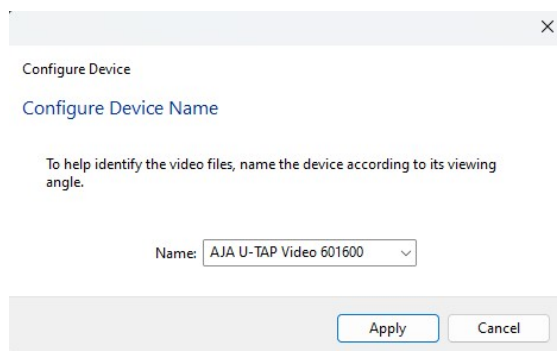 Configure Device
Configure Device Name
To help identify the video files, name the device according to its viewing
angle.
Name: AJA U-TAP Video 601600
Apply Cancel